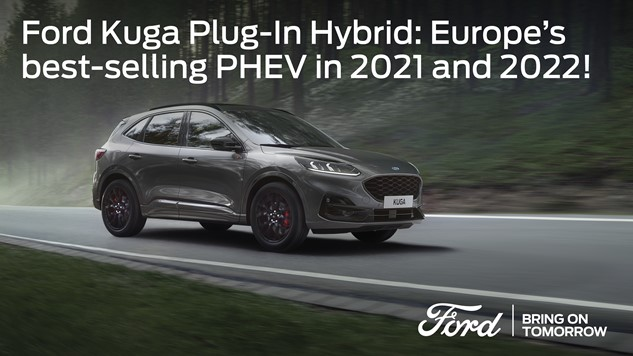 Ford Kuga Plug-In Hybrid: Europe's
best-selling PHEV in 2021 and 2022!
KUGA
Ford
BRING ON
TOMORROW